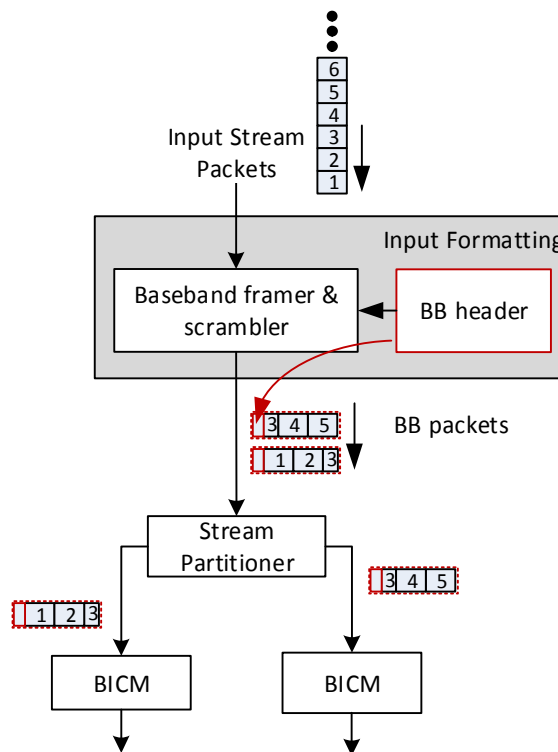 6
5
4
3
2
1
Input Stream
Packets
Input Formatting
Baseband framer &
scrambler
BB header
3 4 5
1 2 3
BB packets
Stream
Partitioner
3 4 5
1 2 3
BICM
BICM